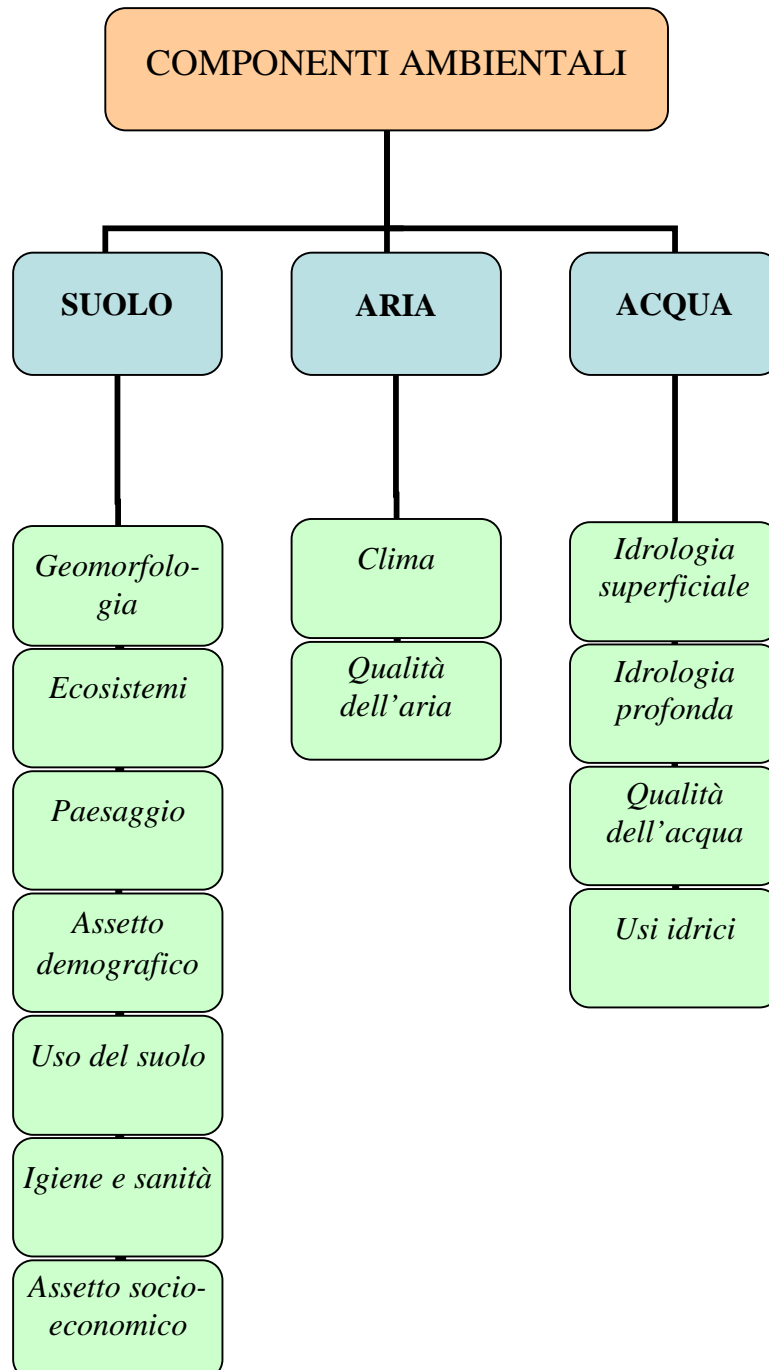 COMPONENTI AMBIENTALI
SUOLO
ARIA
ACQUA
Geomorfolo-
gia
Ecosistemi
Paesaggio
Assetto
demografico
Uso del suolo
Igiene e sanità
Assetto socio-
economico
Clima
Qualità
dell’aria
Idrologia
superficiale
Idrologia
profonda
Qualità
dell’acqua
Usi idrici